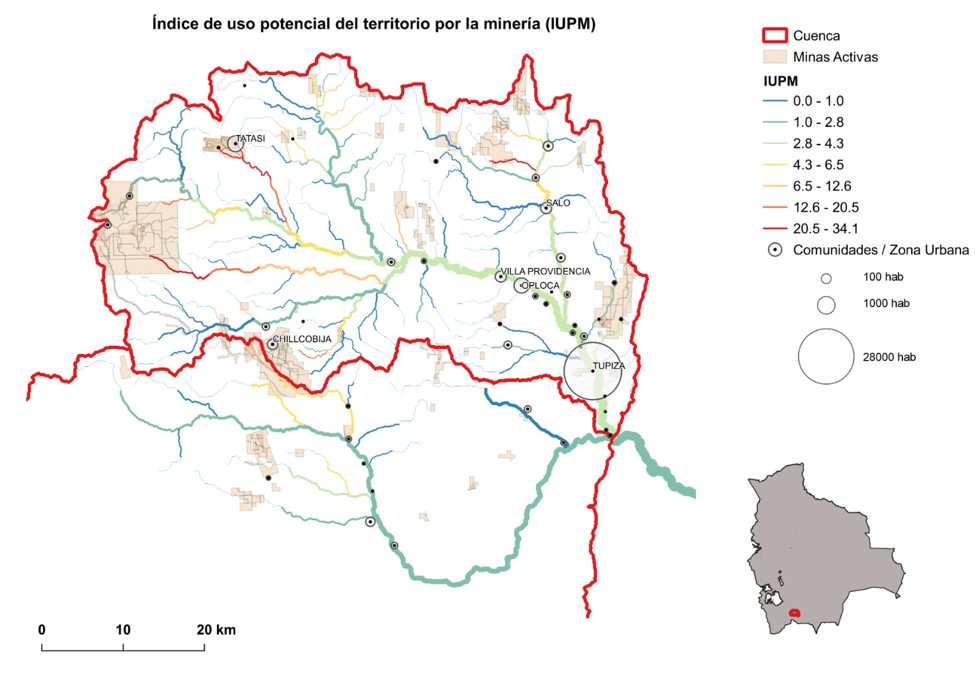 Índice de uso potencial del territorio por la minería (IUPM)
Cuenca
Minas Activas
IUPM
0.0 - 1.0
1.0 - 2.8
2.8 - 4.3
4.3 - 6.5
6.5 - 12.6
12.6 - 20.5
20.5 - 34.1
Comunidades / Zona Urbana
100 hab
1000 hab
28000 hab
TATASI
SALO
VILLA PROVIDENCIA
OPLOCA
CHILLCOBIJA
TUPIZA
0 10 20 km